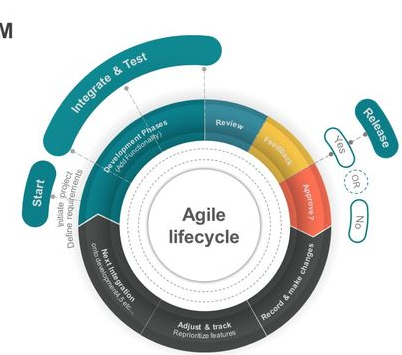 M
Integrate & Test
Start
Initiate project
Define requirements
Development Phases
(Add Functionality)
Review
Feedback
Approve?
Yes
OR
No
Release
Agile
lifecycle
Record & make changes
Adjust & track
Reprioritize features
Next Integration